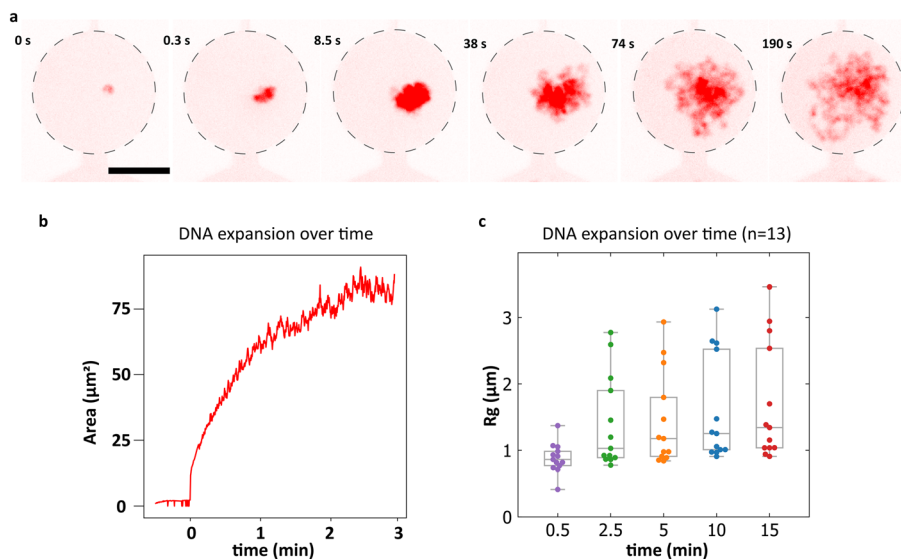 a
0 s
0.3 s
8.5 s
38 s
74 s
190 s
b
DNA expansion over time
Area (µm²)
75
50
25
0
0
1
2
3
time (min)
c
DNA expansion over time (n=13)
Rg (µm)
3
2
1
0
0.5
2.5
5
10
15
time (min)